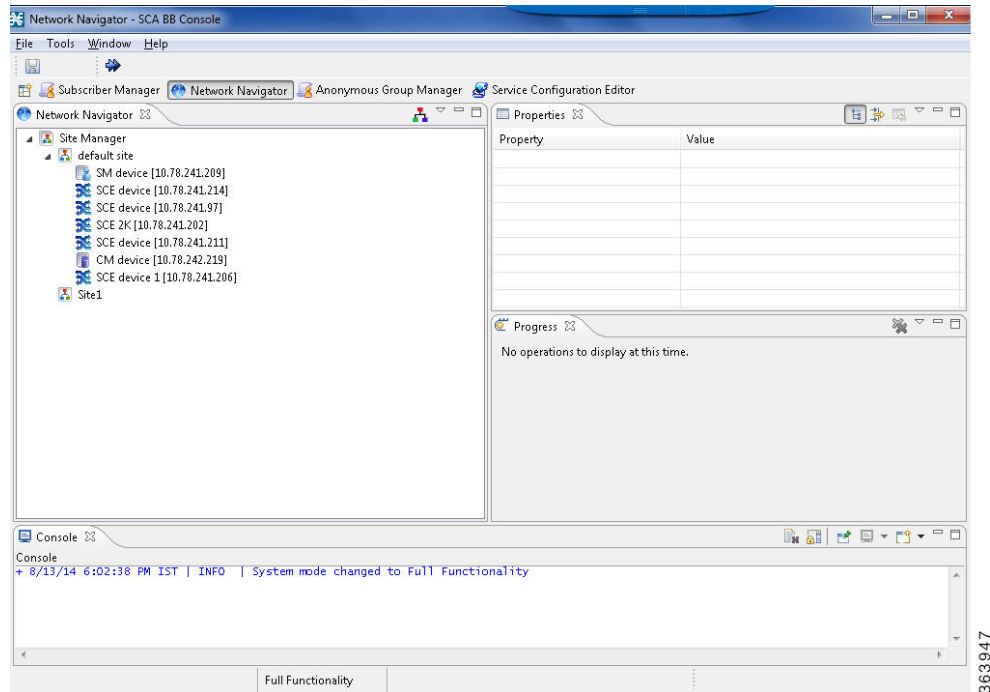 Network Navigator - SCA BB Console
File Tools Window Help
Subscriber Manager Network Navigator Anonymous Group Manager Service Configuration Editor
Network Navigator
Site Manager
default site
SM device [10.78.241.209]
SCE device [10.78.241.214]
SCE device [10.78.241.97]
SCE 2K [10.78.241.202]
SCE device [10.78.241.211]
CM device [10.78.242.219]
SCE device 1 [10.78.241.206]
Site1
Properties
Property Value
Progress
No operations to display at this time.
Console
Console
+ 8/13/14 6:02:38 PM IST | INFO | System mode changed to Full Functionality
Full Functionality
363947